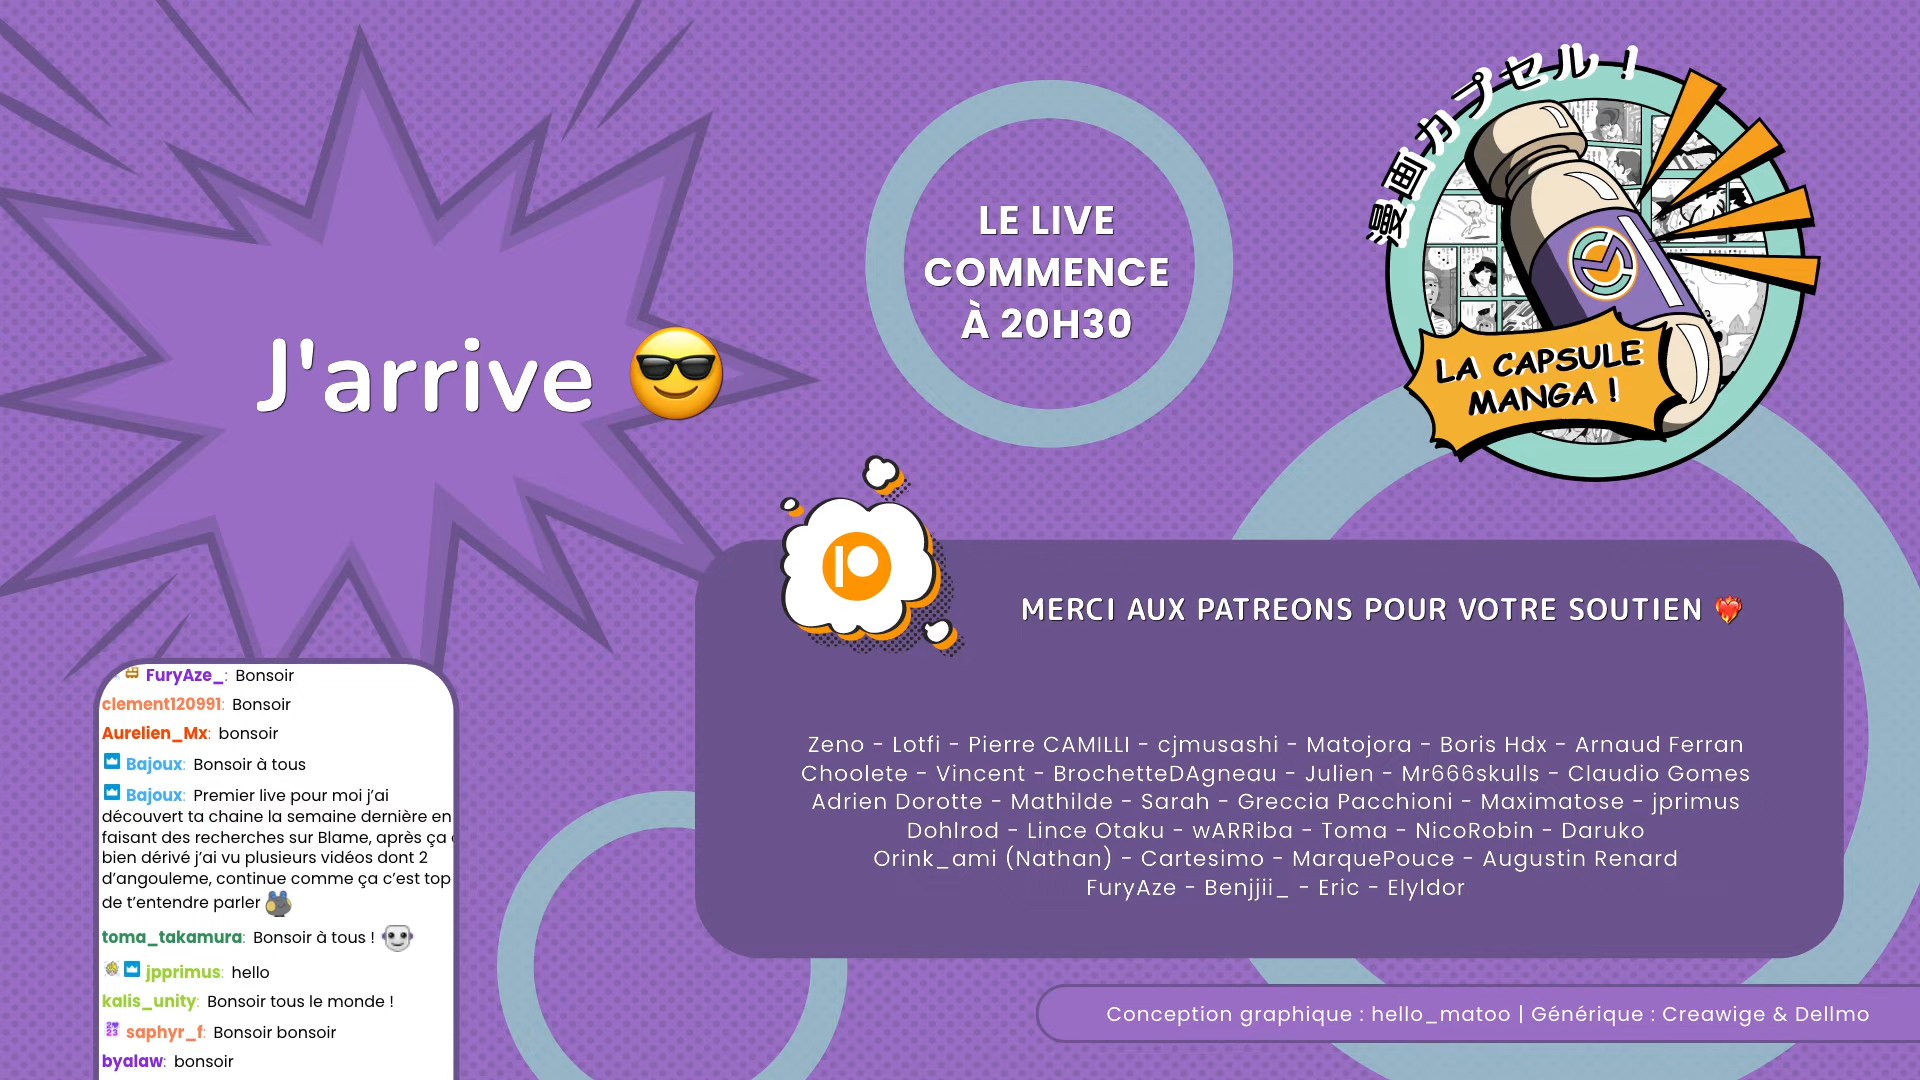 J'arrive 😎
LE LIVE
COMMENCE
À 20H30
漫画カプセル！
LA CAPSULE
MANGA !
MERCI AUX PATREONS POUR VOTRE SOUTIEN ❤️‍🔥
Zeno - Lotfi - Pierre CAMILLI - cjmusashi - Matojora - Boris Hdx - Arnaud Ferran
Choolete - Vincent - BrochetteDAgneau - Julien - Mr666skulls - Claudio Gomes
Adrien Dorotte - Mathilde - Sarah - Greccia Pacchioni - Maximatose - jprimus
Dohlrod - Lince Otaku - wARRiba - Toma - NicoRobin - Daruko
Orink_ami (Nathan) - Cartesimo - MarquePouce - Augustin Renard
FuryAze - Benjjii_ - Eric - Elyldor
FuryAze_: Bonsoir
clement120991: Bonsoir
Aurelien_Mx: bonsoir
Bajoux: Bonsoir à tous
Bajoux: Premier live pour moi j’ai
découvert ta chaine la semaine dernière en
faisant des recherches sur Blame, après ça
bien dérivé j’ai vu plusieurs vidéos dont 2
d’angouleme, continue comme ça c’est top
de t’entendre parler
toma_takamura: Bonsoir à tous !
jpprimus: hello
kalis_unity: Bonsoir tous le monde !
saphyr_f: Bonsoir bonsoir
byalaw: bonsoir
Conception graphique : hello_matoo | Générique : Creawige & Dellmo